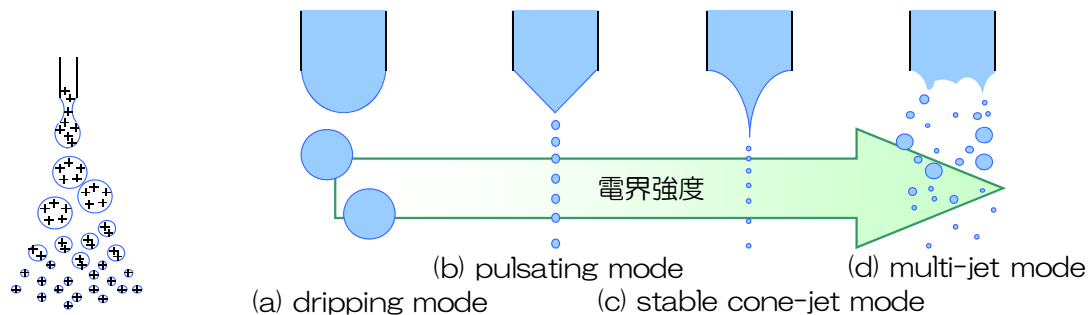 電界強度
(b) pulsating mode
(d) multi-jet mode
(a) dripping mode
(c) stable cone-jet mode